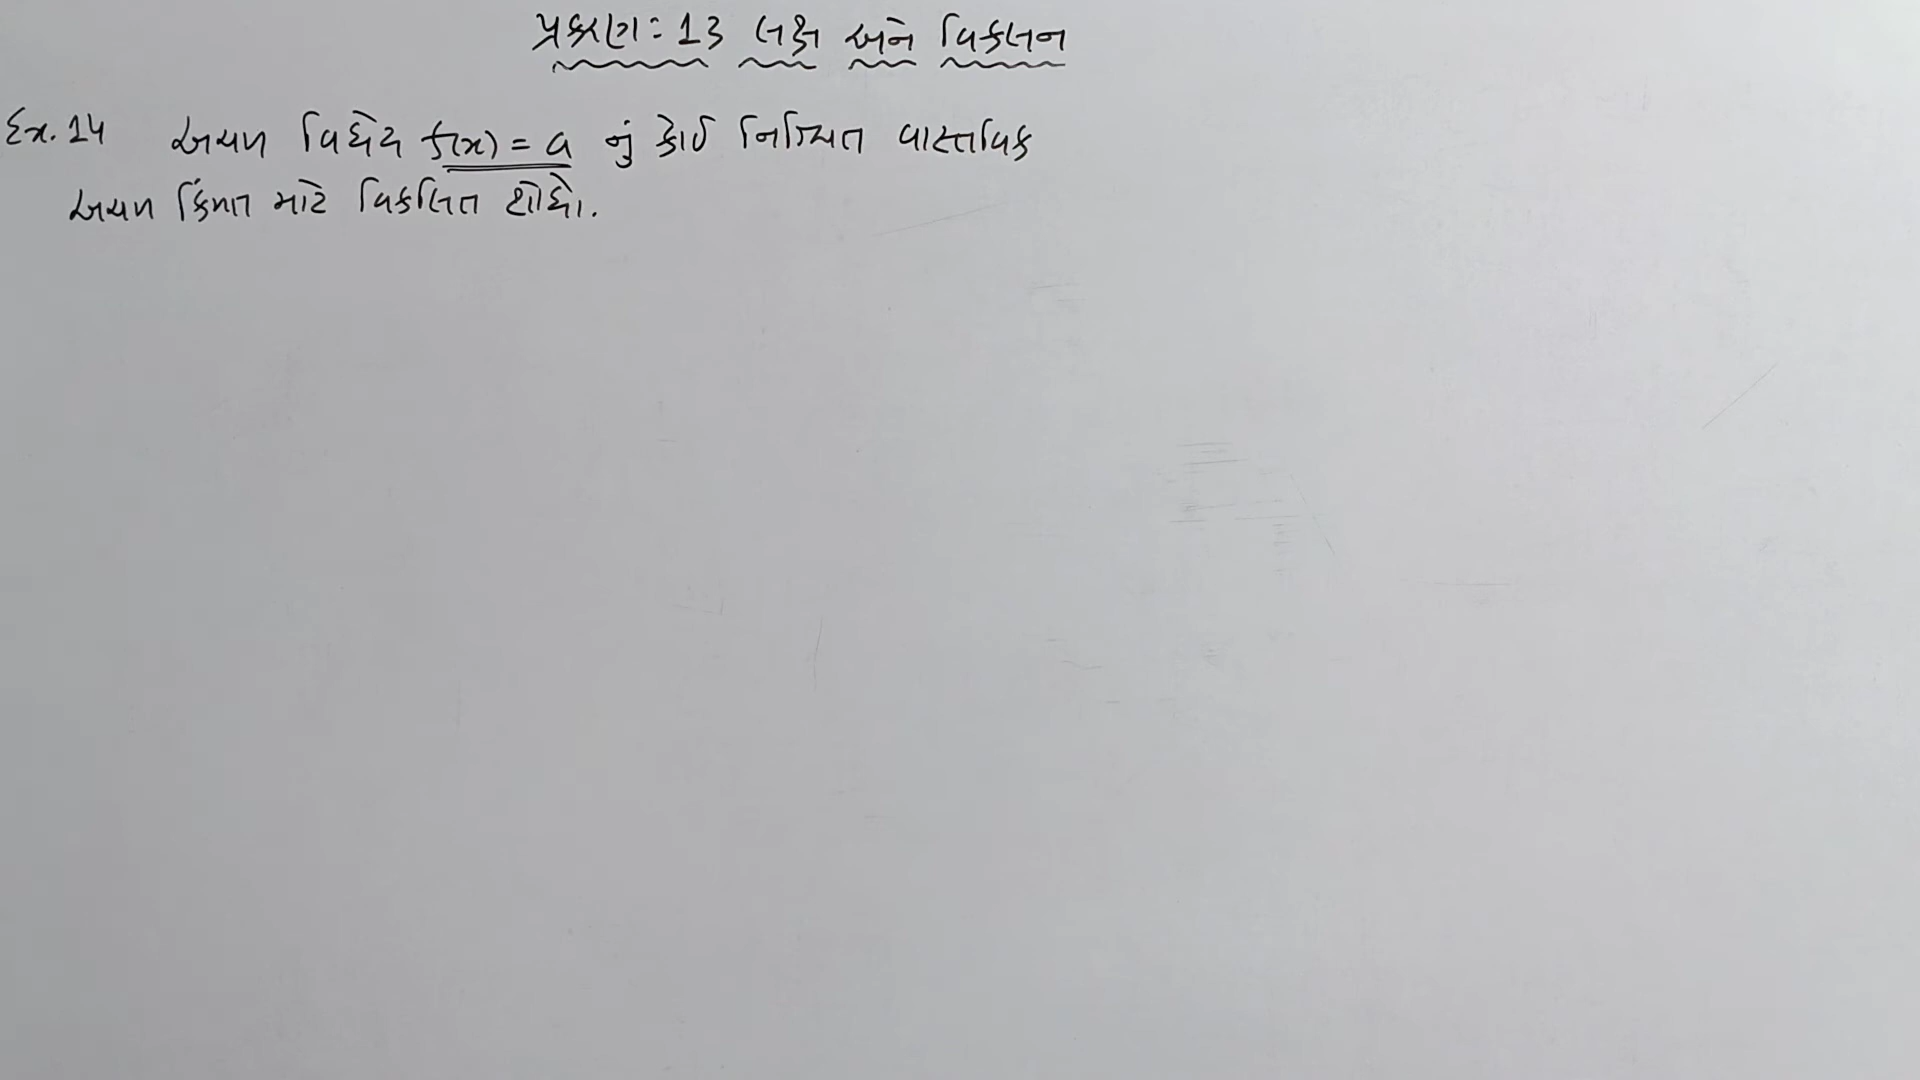 પ્રકરણ: 13 લક્ષ અને વિકલન
Ex. 14 અચળ વિધેય f(x) = a નું કોઈ નિશ્ચિત વાસ્તવિક
અચળ કિંમત માટે વિકલિત શોધો.